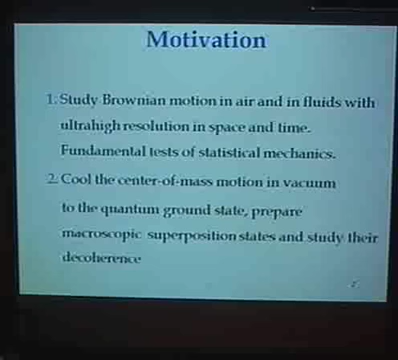 Motivation
1. Study Brownian motion in air and in fluids with
ultrahigh resolution in space and time.
Fundamental tests of statistical mechanics.
2. Cool the center-of-mass motion in vacuum
to the quantum ground state, prepare
macroscopic superposition states and study their
decoherence